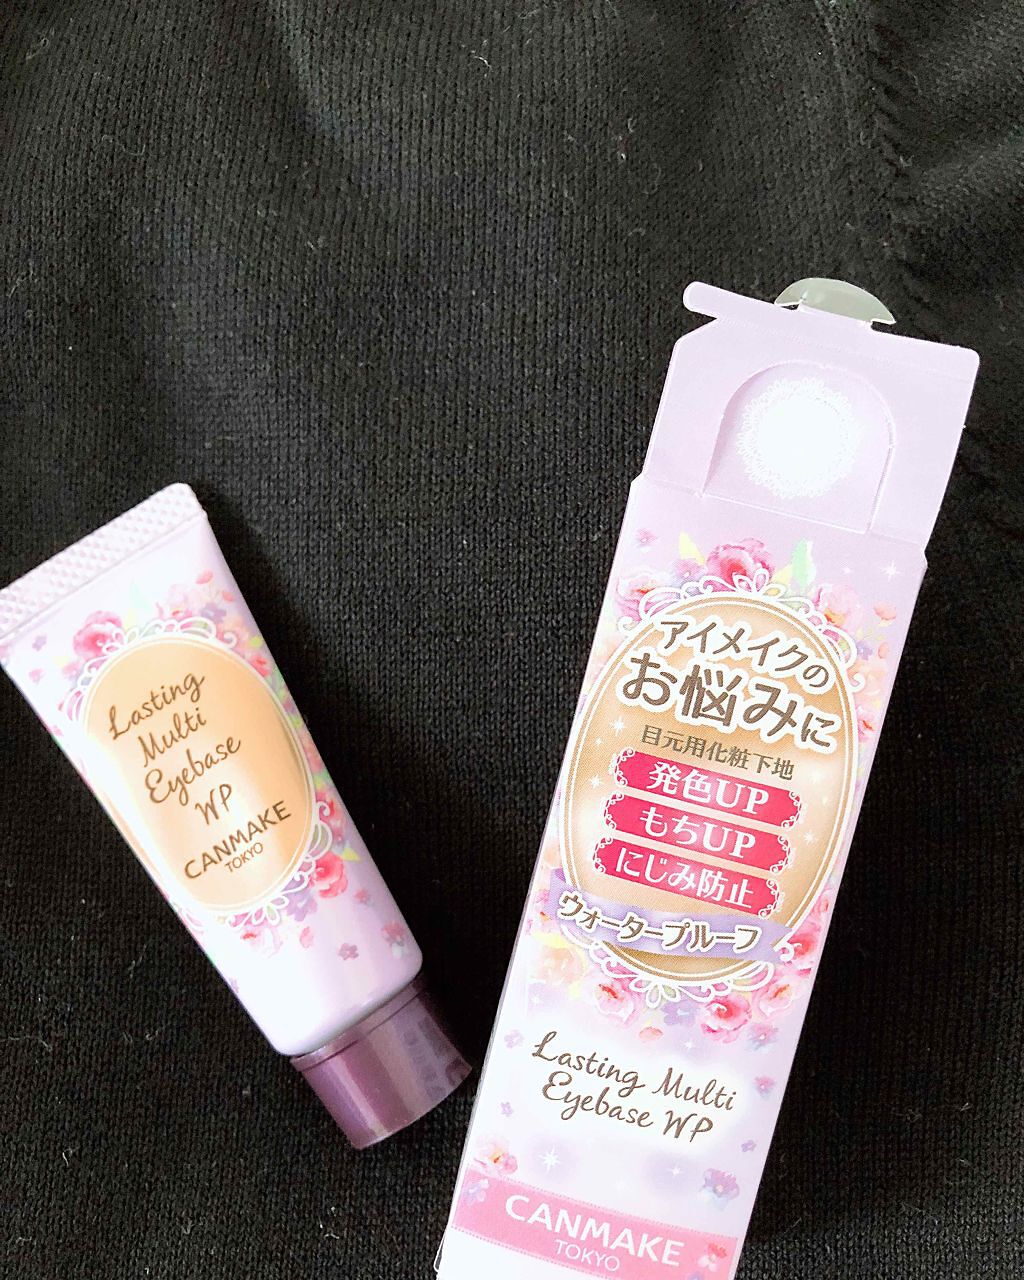 Lasting
Multi
Eyebase
WP
CANMAKE
TOKYO
アイメイクの
お悩みに
目元用化粧下地
発色UP
もちUP
にじみ防止
ウォータープルーフ
Lasting Multi
Eyebase WP
CANMAKE
TOKYO